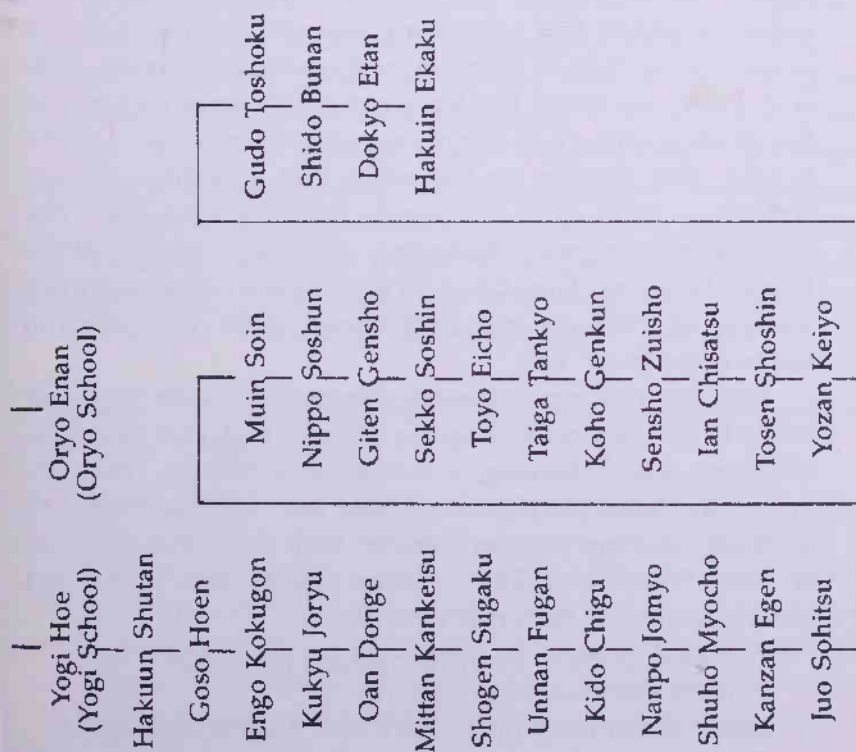 Yogi Hoe
(Yogi School)
Hakuun Shutan
Goso Hoen
Engo Kokugon
Kukyu Joryu
Oan Donge
Mittan Kanketsu
Shogen Sugaku
Unnan Fugan
Kido Chigu
Nanpo Jomyo
Shuho Myocho
Kanzan Egen
Juo Sohitsu
Oryo Enan
(Oryo School)
Muin Soin
Nippo Soshun
Giten Gensho
Sekko Soshin
Toyo Eicho
Taiga Tankyo
Koho Genkun
Sensho Zuisho
Ian Chisatsu
Tosen Shoshin
Yozan Keiyo
Gudo Toshoku
Shido Bunan
Dokyo Etan
Hakuin Ekaku